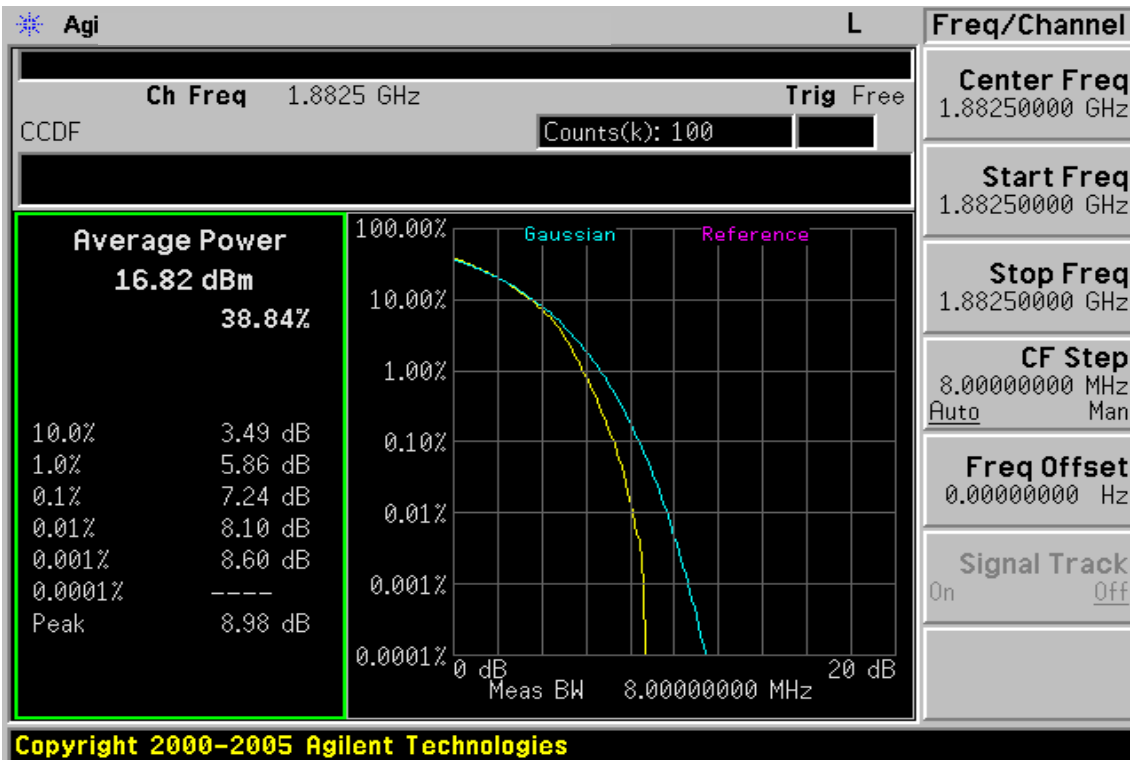 Agi L
Ch Freq 1.8825 GHz Trig Free
CCDF Counts(k): 100
Average Power
16.82 dBm
38.84%
10.0% 3.49 dB
1.0% 5.86 dB
0.1% 7.24 dB
0.01% 8.10 dB
0.001% 8.60 dB
0.0001% ----
Peak 8.98 dB
Gaussian Reference
100.00%
10.00%
1.00%
0.10%
0.01%
0.001%
0.0001%
0 dB 20 dB
Meas BW 8.00000000 MHz
Freq/Channel
Center Freq
1.88250000 GHz
Start Freq
1.88250000 GHz
Stop Freq
1.88250000 GHz
CF Step
8.00000000 MHz
Auto Man
Freq Offset
0.00000000 Hz
Signal Track
On Off
Copyright 2000-2005 Agilent Technologies